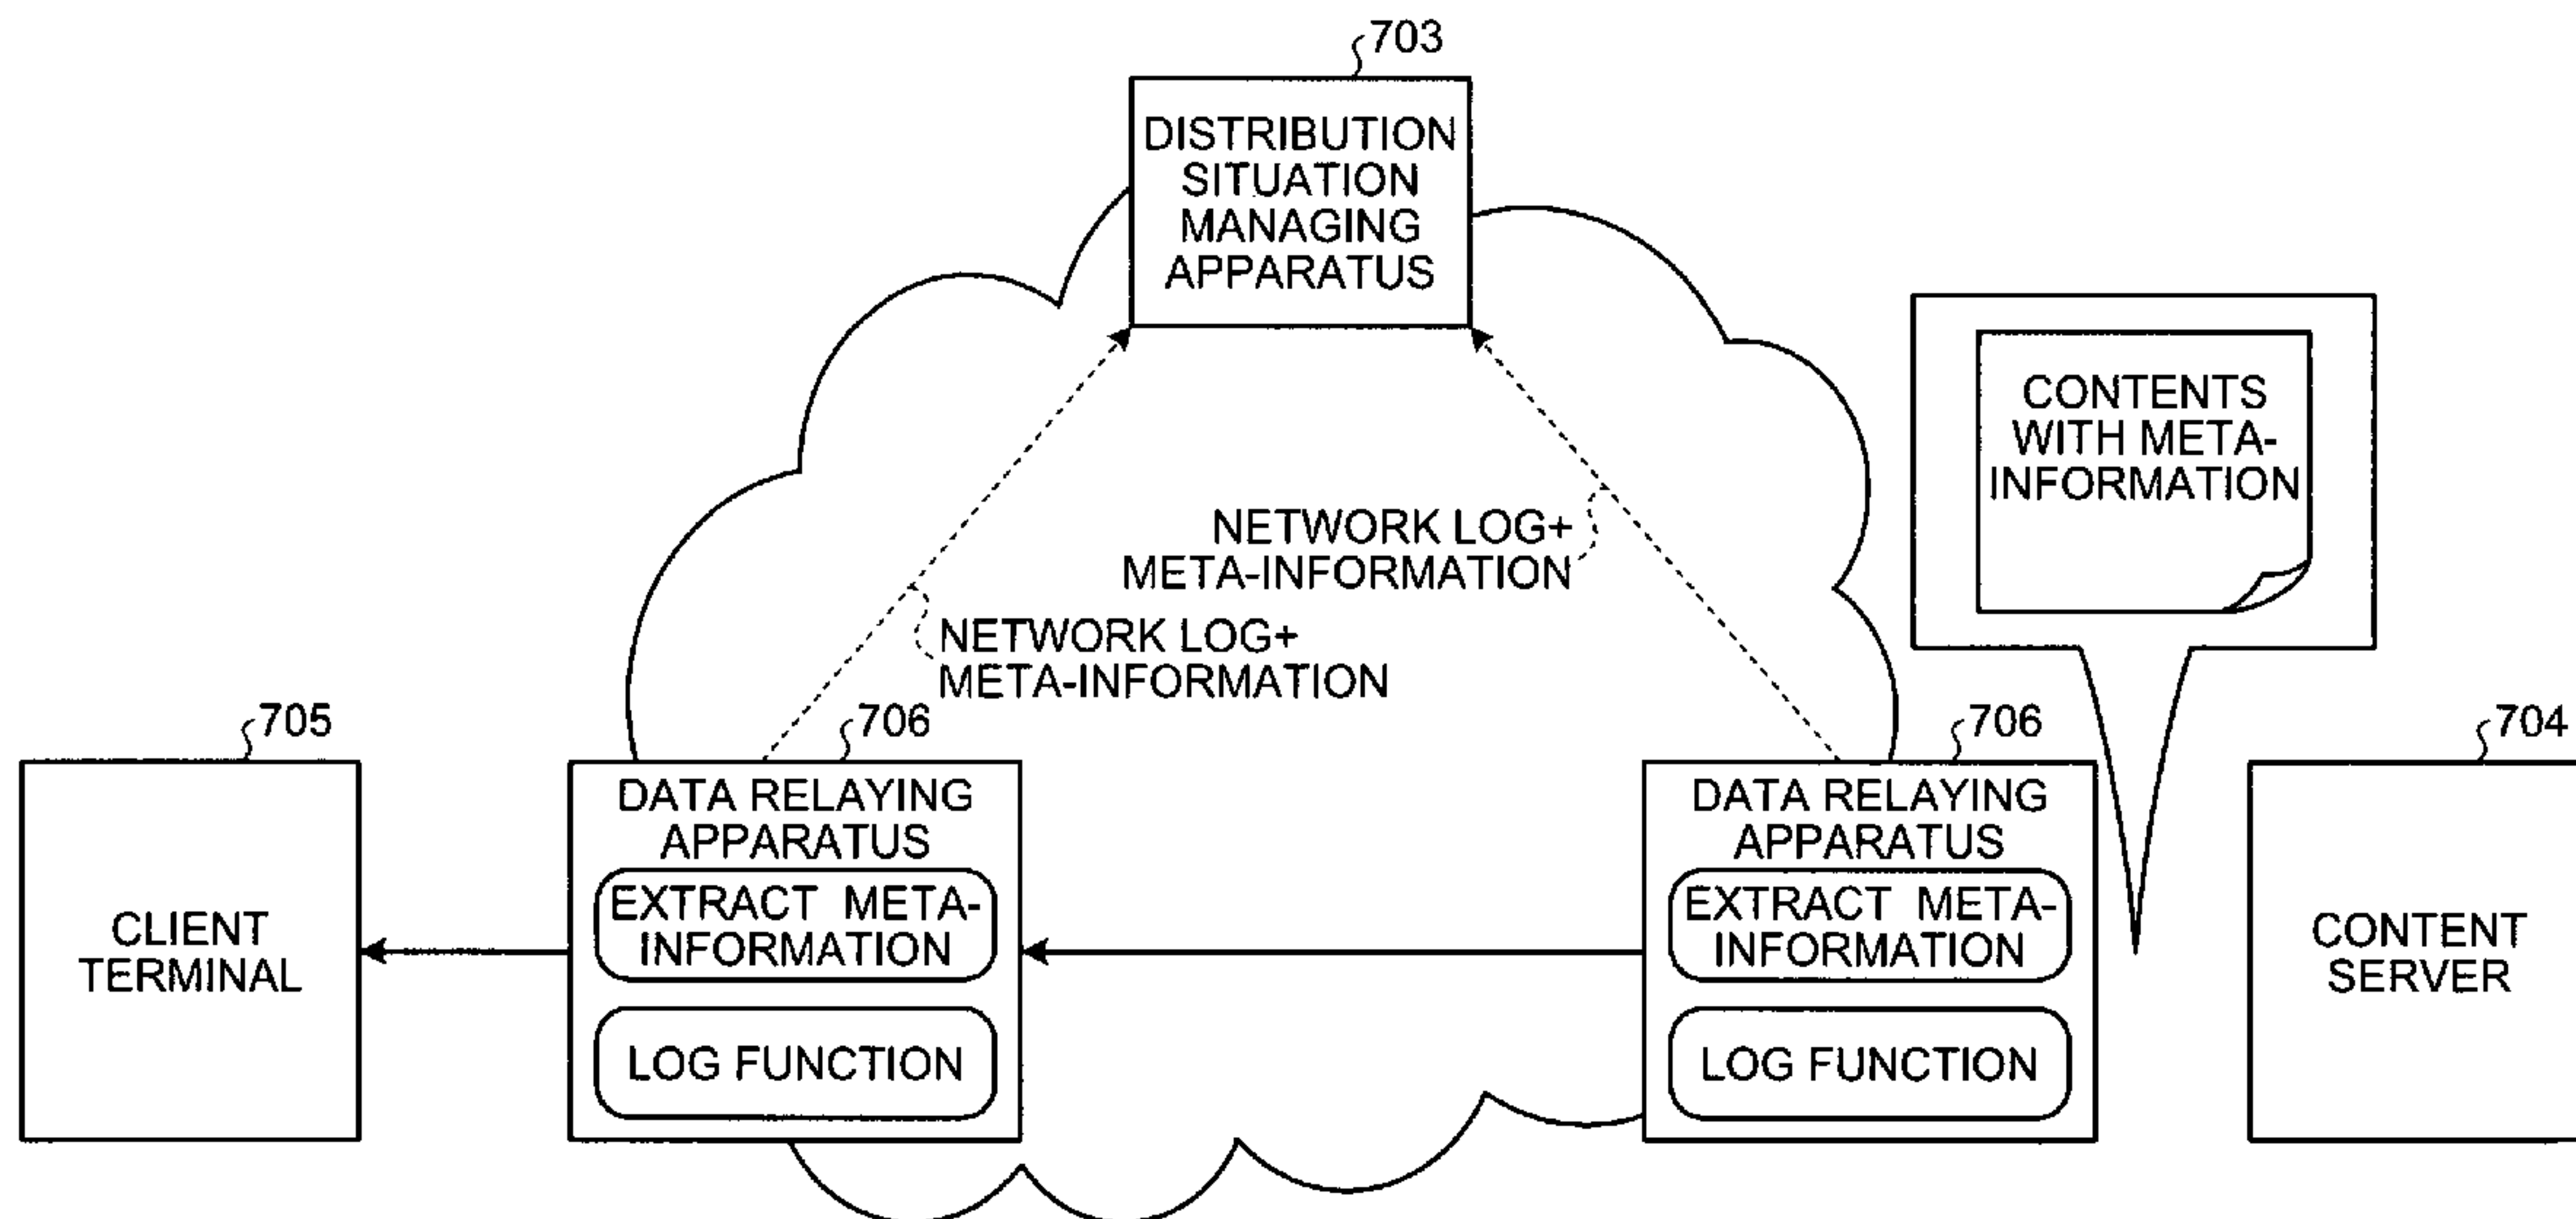 703
DISTRIBUTION
SITUATION
MANAGING
APPARATUS
CONTENTS
WITH META-
INFORMATION
NETWORK LOG+
META-INFORMATION
NETWORK LOG+
META-INFORMATION
705
CLIENT
TERMINAL
706
DATA RELAYING
APPARATUS
EXTRACT META-
INFORMATION
LOG FUNCTION
706
DATA RELAYING
APPARATUS
EXTRACT META-
INFORMATION
LOG FUNCTION
704
CONTENT
SERVER